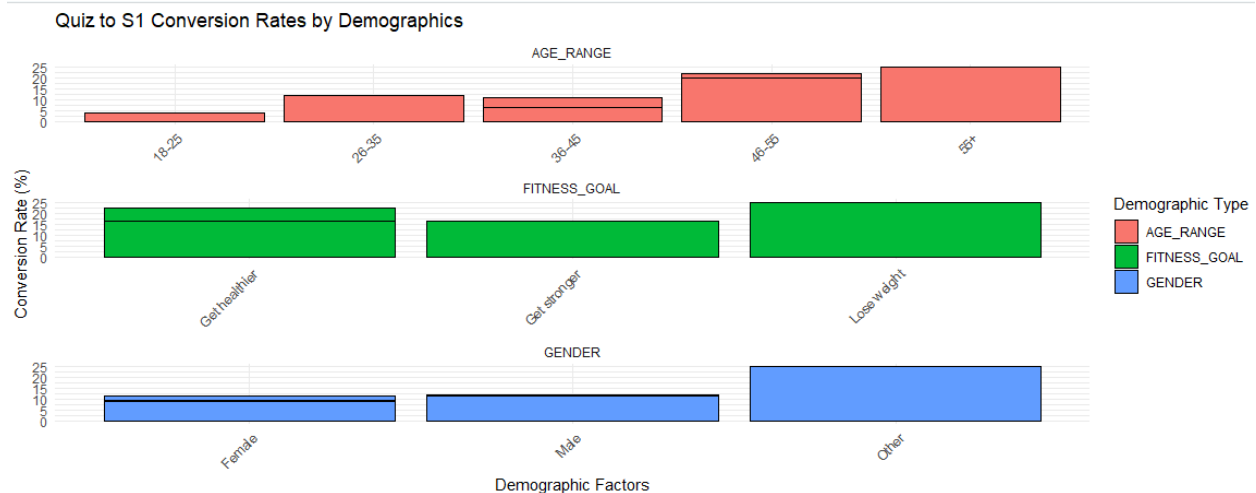 Quiz to S1 Conversion Rates by Demographics
AGE_RANGE
25
20
15
10
5
0
18-25
26-35
36-45
46-55
55+
Conversion Rate (%)
FITNESS_GOAL
25
20
15
10
5
0
Get healthier
Get stronger
Lose weight
GENDER
25
20
15
10
5
0
Female
Male
Other
Demographic Factors
Demographic Type
AGE_RANGE
FITNESS_GOAL
GENDER